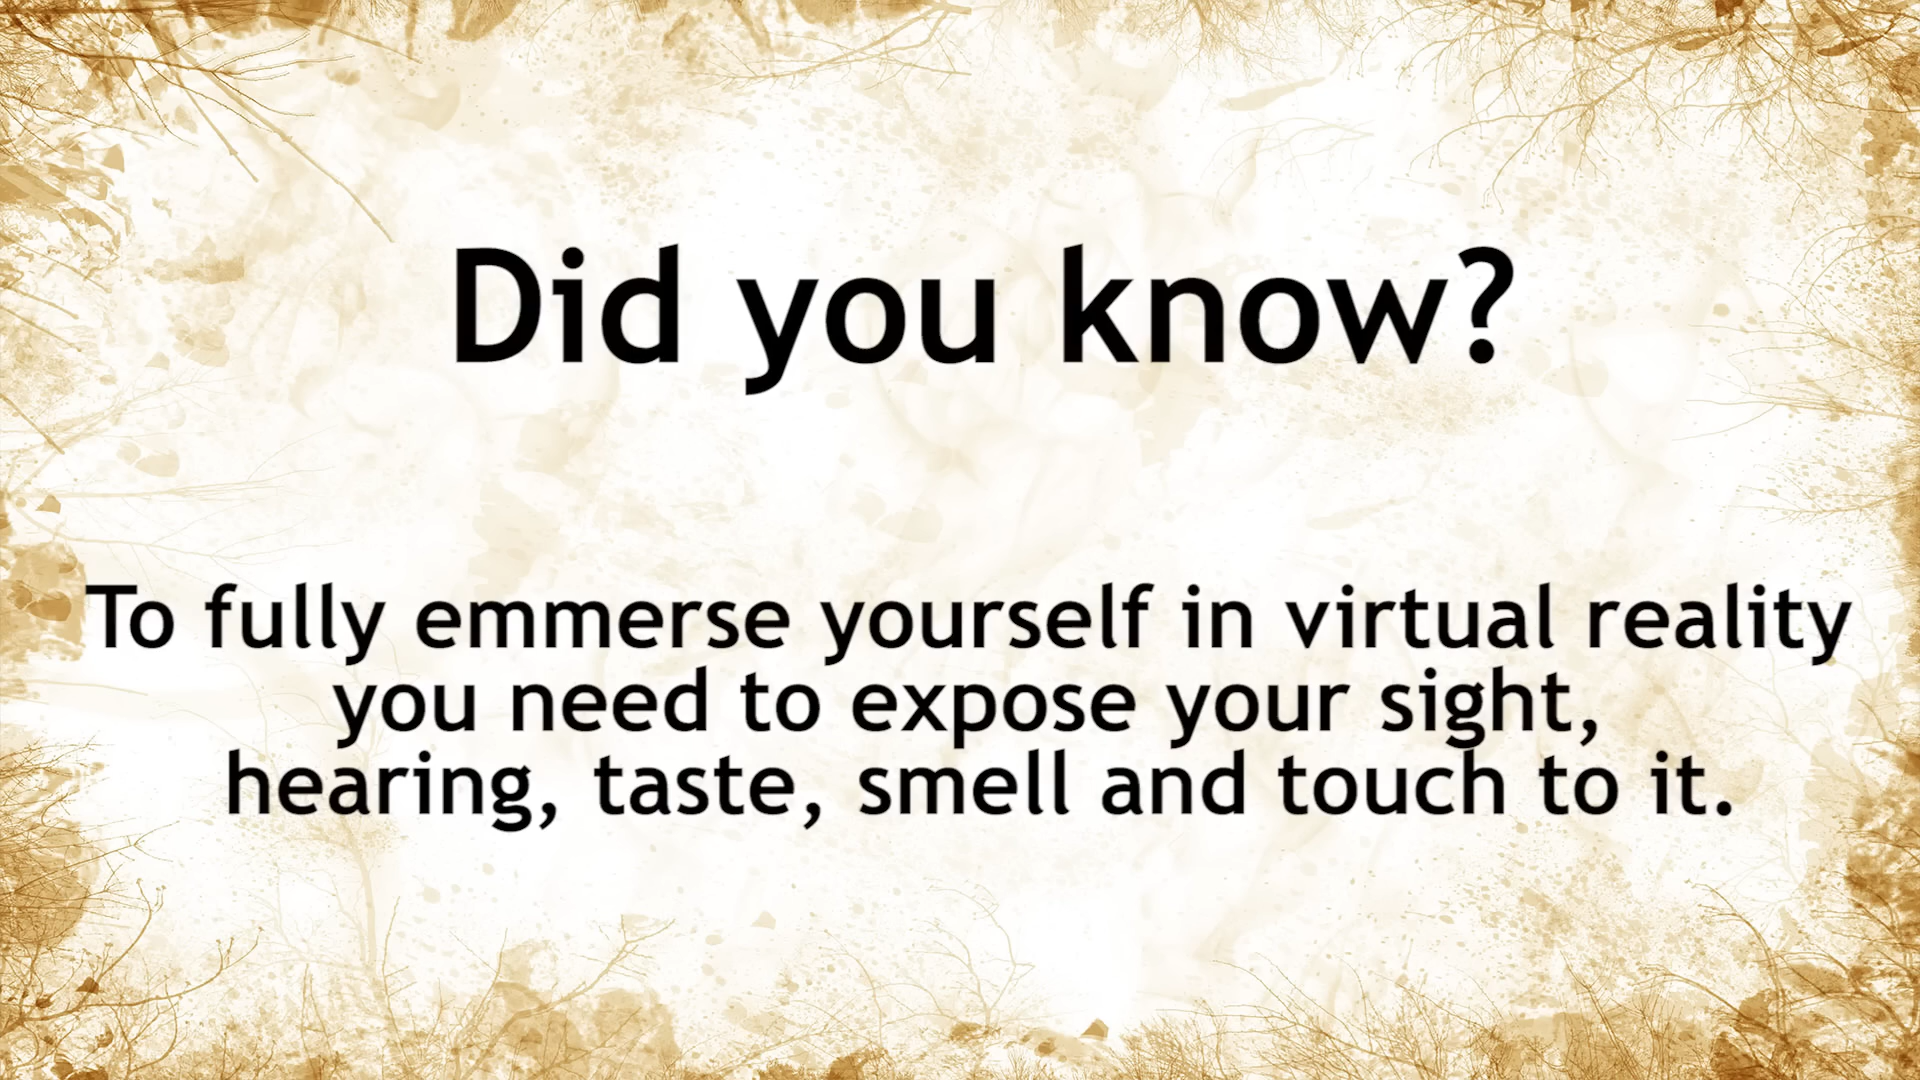 Did you know?
To fully emmerse yourself in virtual reality
you need to expose your sight,
hearing, taste, smell and touch to it.